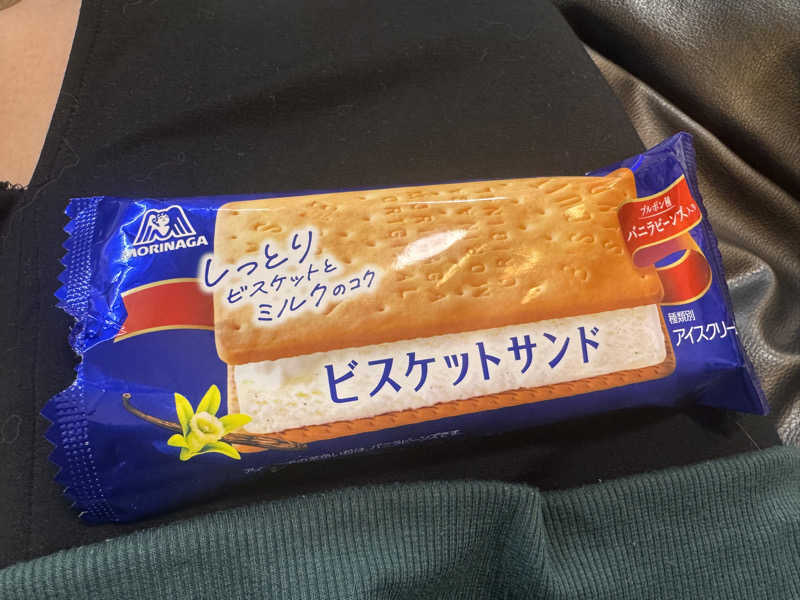 MORINAGA
しっとり
ビスケットと
ミルクのコク
ブルボン種
バニラビーンズ入り
種類別
アイスクリー
ビスケットサンド